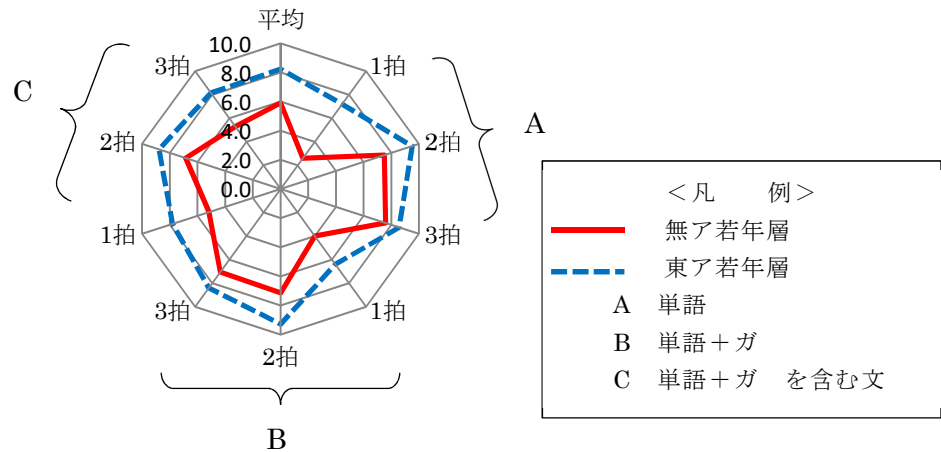 平均
10.0
8.0
6.0
4.0
2.0
0.0
1拍
2拍
3拍
1拍
2拍
3拍
1拍
2拍
3拍
A
B
C
＜凡　　例＞
無ア若年層
東ア若年層
A　単語
B　単語＋ガ
C　単語＋ガ　を含む文